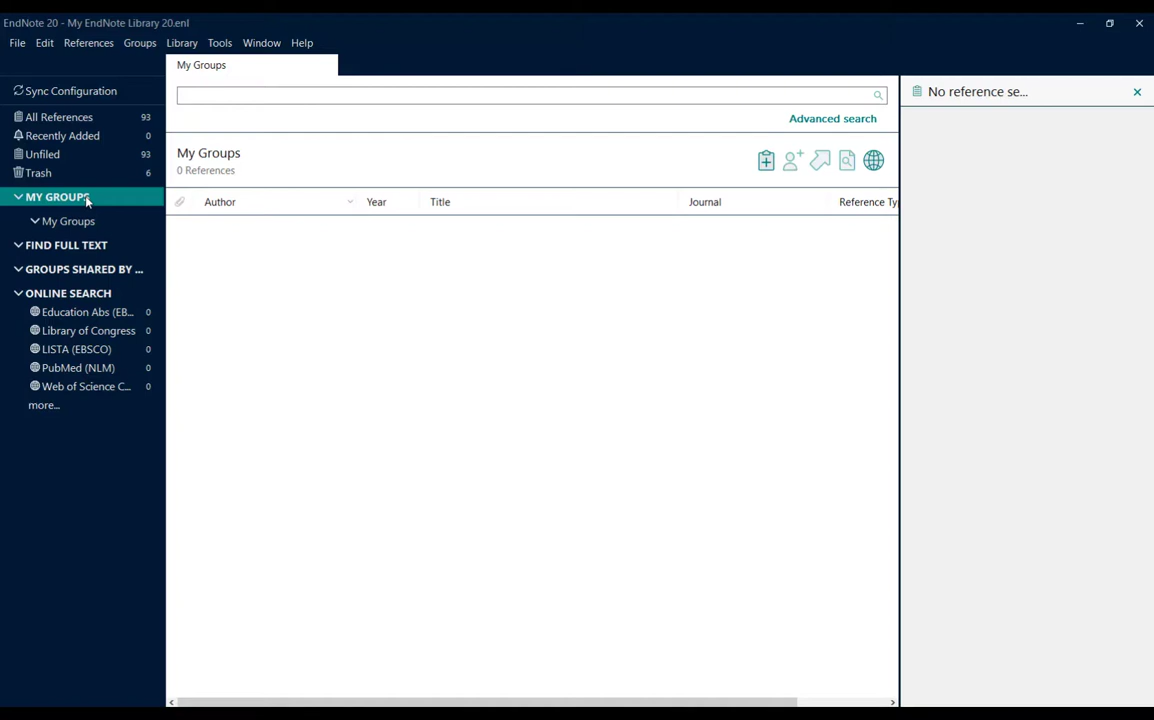 EndNote 20 - My EndNote Library 20.enl
File Edit References Groups Library Tools Window Help
My Groups
Sync Configuration
All References 93
Recently Added 0
Unfiled 93
Trash 6
MY GROUPS
My Groups
FIND FULL TEXT
GROUPS SHARED BY ...
ONLINE SEARCH
Education Abs (EB... 0
Library of Congress 0
LISTA (EBSCO) 0
PubMed (NLM) 0
Web of Science C... 0
more...
Advanced search
My Groups
0 References
Author Year Title Journal Reference Ty
No reference se...